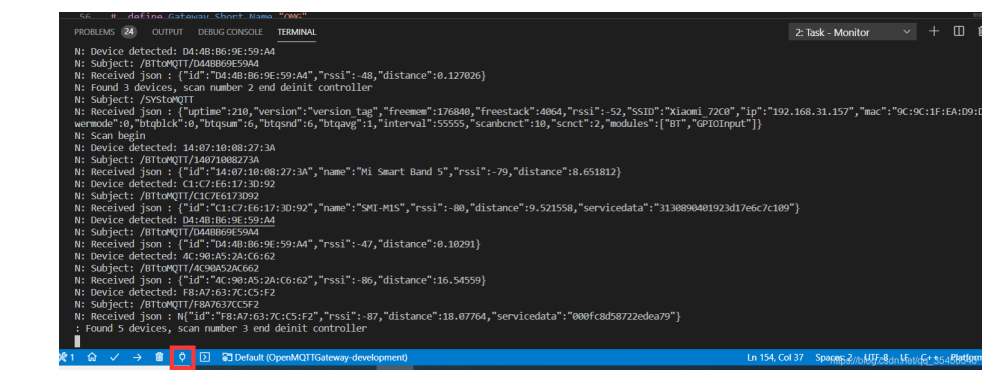 56 # define Gateway_Short_Name "OMG"
PROBLEMS 24 OUTPUT DEBUG CONSOLE TERMINAL 2: Task - Monitor
N: Device detected: D4:4B:B6:9E:59:A4
N: Subject: /BTtoMQTT/D44BB69E59A4
N: Received json : {"id":"D4:4B:B6:9E:59:A4","rssi":-48,"distance":0.127026}
N: Found 3 devices, scan number 2 end deinit controller
N: Subject: /SYStoMQTT
N: Received json : {"uptime":210,"version":"version_tag","freemem":176840,"freestack":4064,"rssi":-52,"SSID":"Xiaomi_72C0","ip":"192.168.31.157","mac":"9C:9C:1F:EA:D9:D
wermode":0,"btqblck":0,"btqsum":6,"btqsnd":6,"btqavg":1,"interval":55555,"scanbcnct":10,"scnct":2,"modules":["BT","GPIOInput"]}
N: Scan begin
N: Device detected: 14:07:10:08:27:3A
N: Subject: /BTtoMQTT/14071008273A
N: Received json : {"id":"14:07:10:08:27:3A","name":"Mi Smart Band 5","rssi":-79,"distance":8.651812}
N: Device detected: C1:C7:E6:17:3D:92
N: Subject: /BTtoMQTT/C1C7E6173D92
N: Received json : {"id":"C1:C7:E6:17:3D:92","name":"SMI-M1S","rssi":-80,"distance":9.521558,"servicedata":"3130890401923d17e6c7c109"}
N: Device detected: D4:4B:B6:9E:59:A4
N: Subject: /BTtoMQTT/D44BB69E59A4
N: Received json : {"id":"D4:4B:B6:9E:59:A4","rssi":-47,"distance":0.10291}
N: Device detected: 4C:90:A5:2A:C6:62
N: Subject: /BTtoMQTT/4C90A52AC662
N: Received json : {"id":"4C:90:A5:2A:C6:62","rssi":-86,"distance":16.54559}
N: Device detected: F8:A7:63:7C:C5:F2
N: Subject: /BTtoMQTT/F8A7637CC5F2
N: Received json : N{"id":"F8:A7:63:7C:C5:F2","rssi":-87,"distance":18.07764,"servicedata":"000fc8d58722edea79"}
: Found 5 devices, scan number 3 end deinit controller
1 Default (OpenMQTTGateway-development) Ln 154, Col 37 Spaces: 2